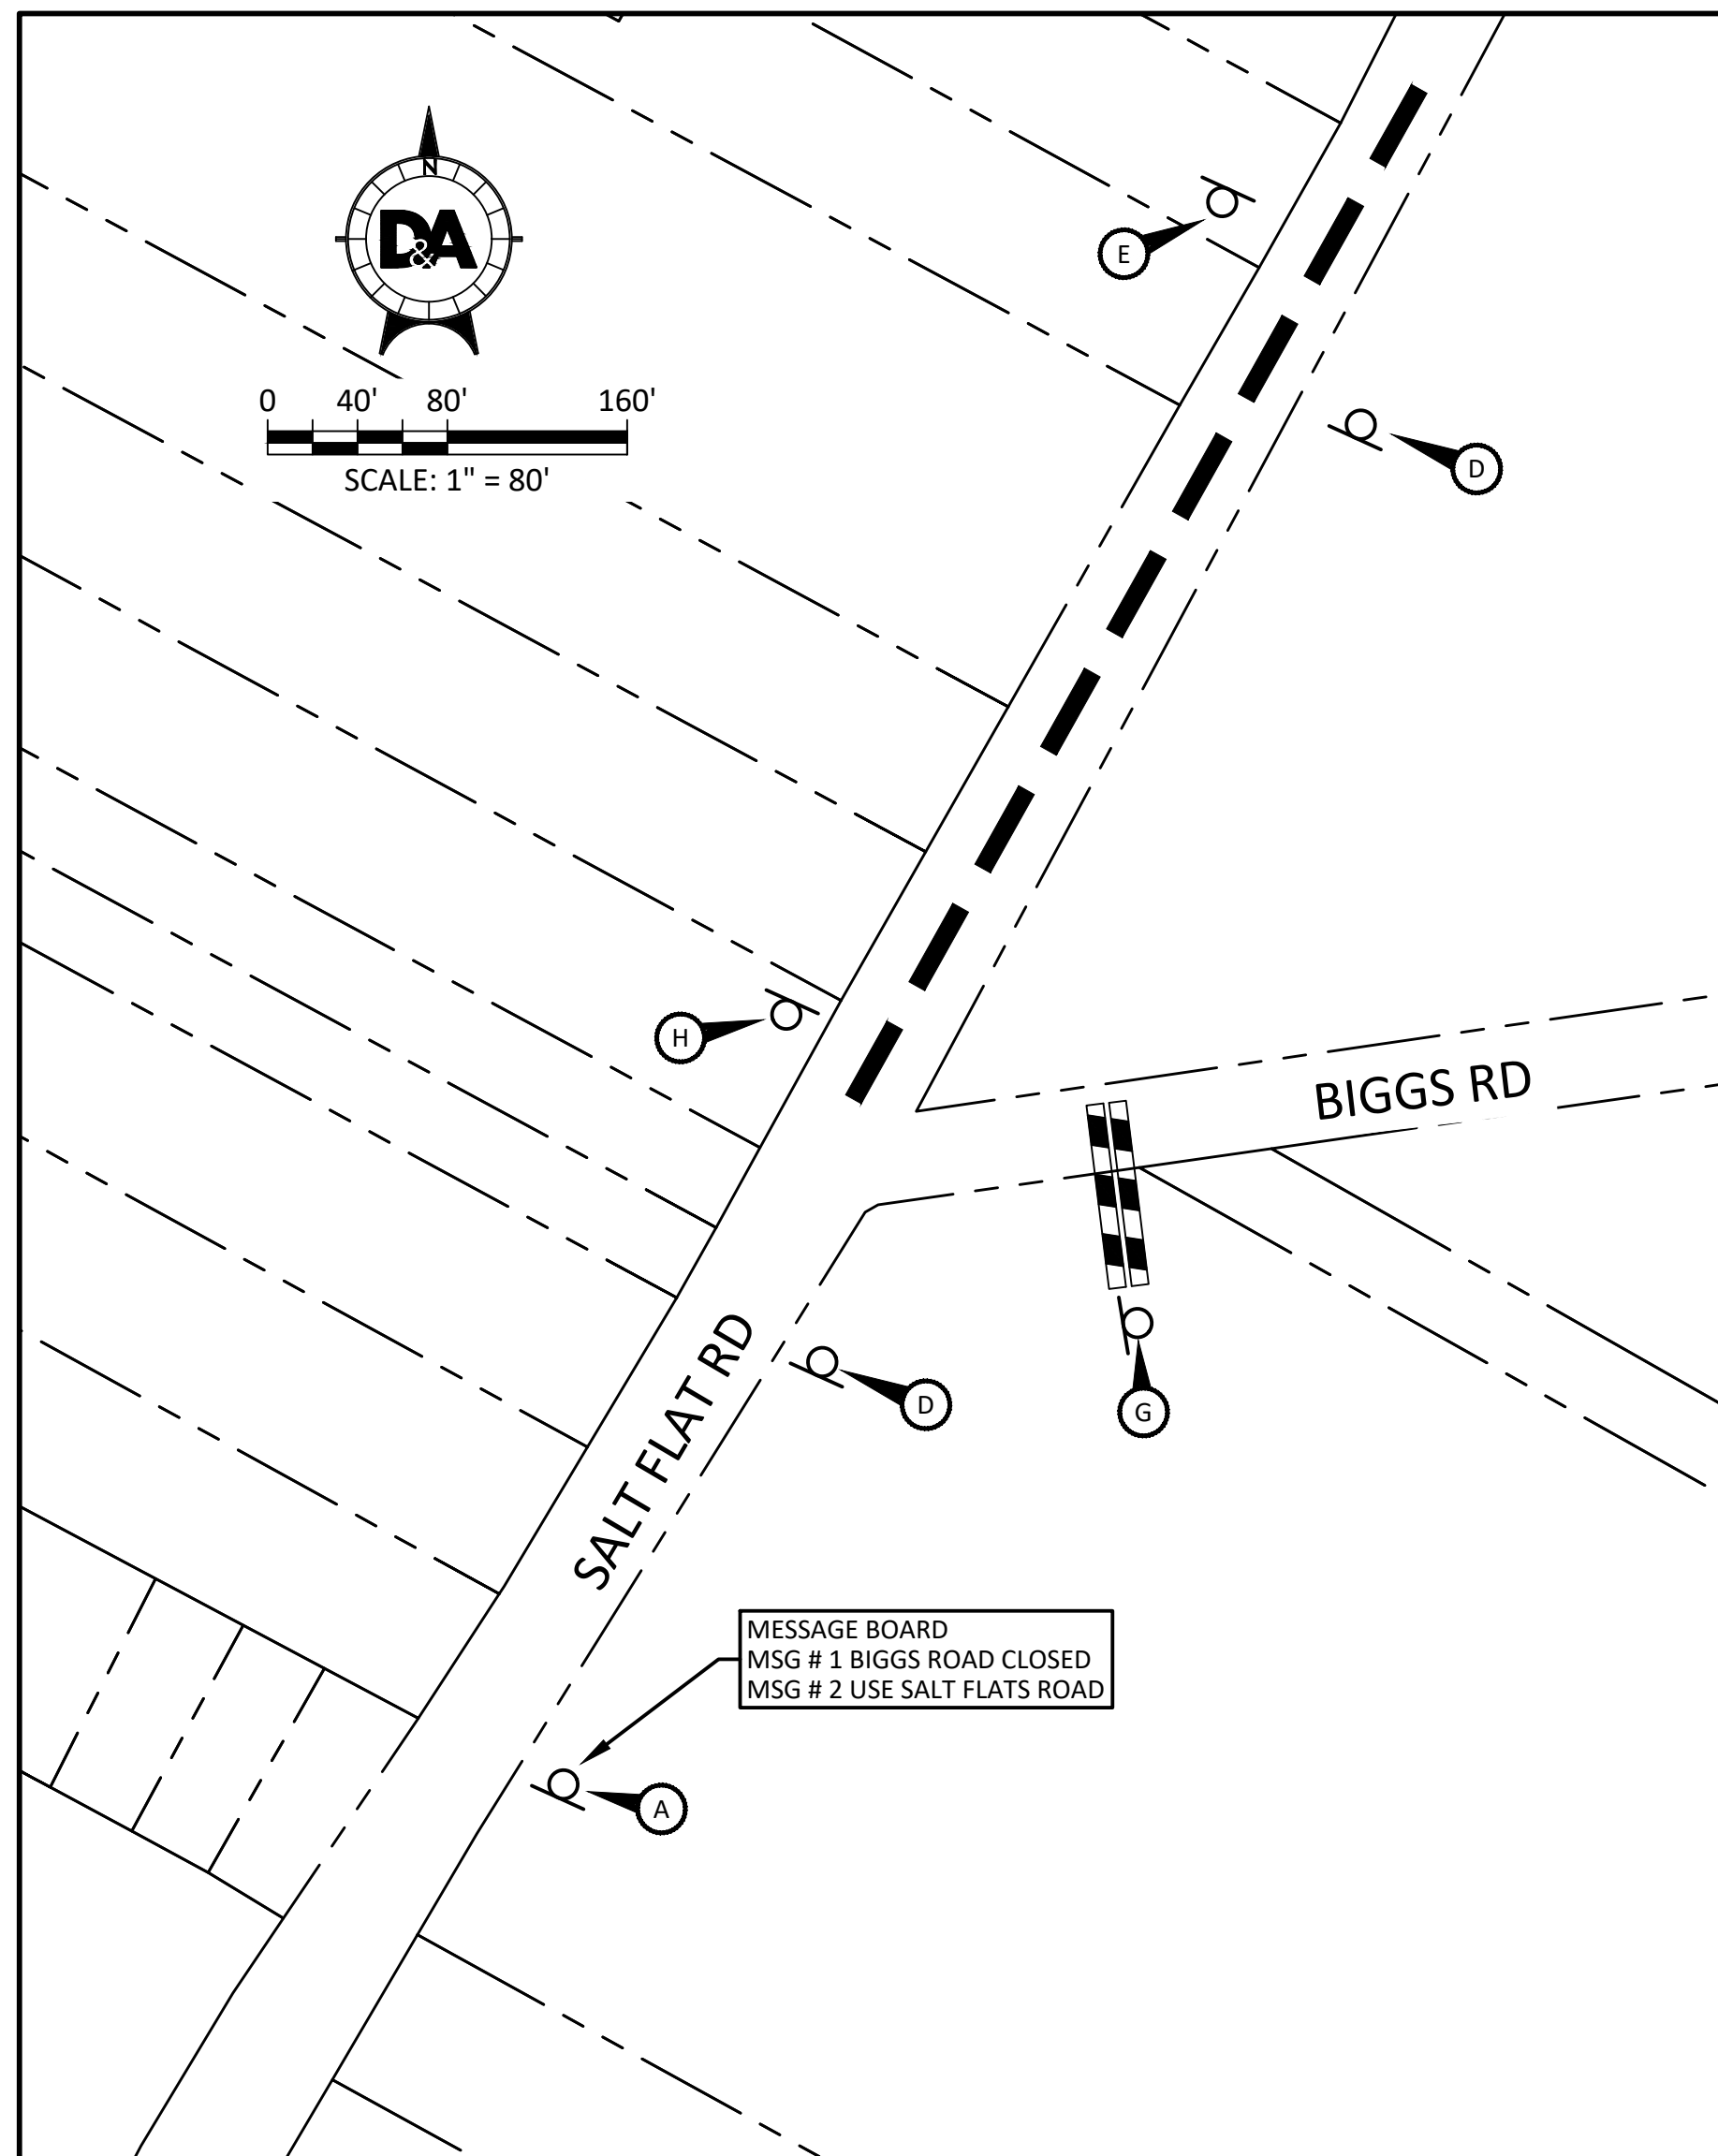 N
D&A
0 40' 80' 160'
SCALE: 1" = 80'
E
D
H
BIGGS RD
G
D
SALT FLAT RD
MESSAGE BOARD
MSG # 1 BIGGS ROAD CLOSED
MSG # 2 USE SALT FLATS ROAD
A